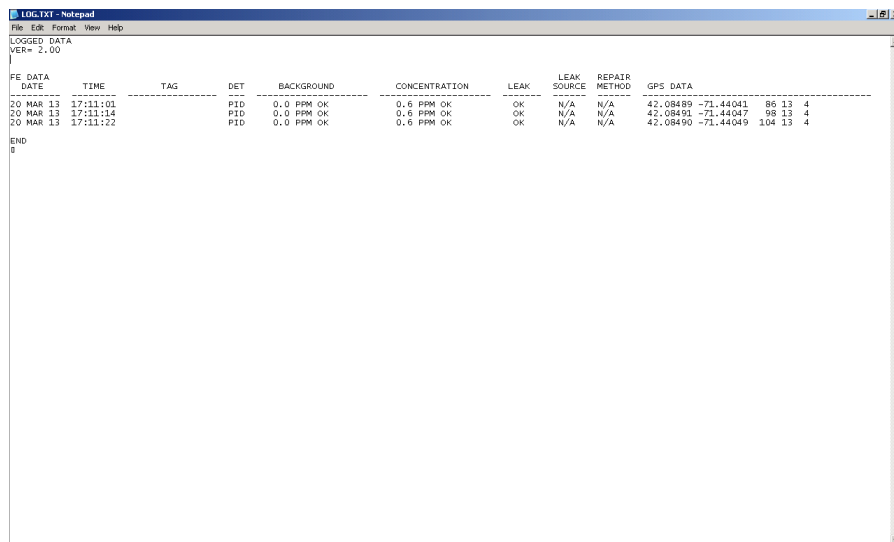 LOG.TXT - Notepad
File Edit Format View Help
LOGGED DATA
VER= 2.00
FE DATA
LEAK REPAIR
DATE TIME TAG DET BACKGROUND CONCENTRATION LEAK SOURCE METHOD GPS DATA
---------- -------- ---------------- --- -------------------- -------------------- ------- ------- ------ ------------------------------------------
20 MAR 13 17:11:01 PID 0.0 PPM OK 0.6 PPM OK OK N/A N/A 42.08489 -71.44041 86 13 4
20 MAR 13 17:11:14 PID 0.0 PPM OK 0.6 PPM OK OK N/A N/A 42.08491 -71.44047 98 13 4
20 MAR 13 17:11:22 PID 0.0 PPM OK 0.6 PPM OK OK N/A N/A 42.08490 -71.44049 104 13 4
END